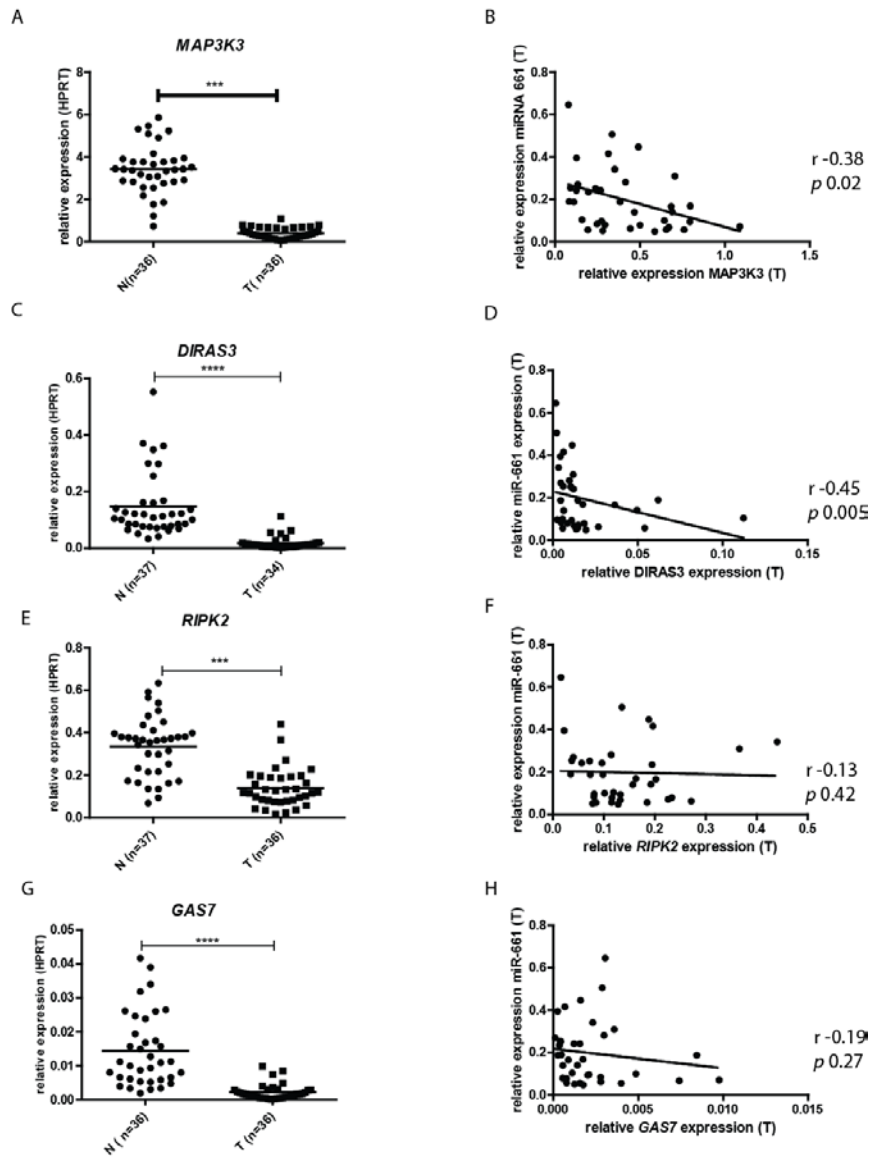 A
MAP3K3
***
relative expression (HPRT)
8
6
4
2
0
N(n=36)
T( n=36)
B
relative expression miRNA 661 (T)
0.8
0.6
0.4
0.2
0.0
0.0 0.5 1.0 1.5
relative expression MAP3K3 (T)
r -0.38
p 0.02
C
DIRAS3
****
relative expression (HPRT)
0.6
0.4
0.2
0.0
N (n=37)
T (n=34)
D
relative miR-661 expression (T)
0.8
0.6
0.4
0.2
0.0
0.00 0.05 0.10 0.15
relative DIRAS3 expression (T)
r -0.45
p 0.005
E
RIPK2
***
relative expression (HPRT)
0.8
0.6
0.4
0.2
0.0
N (n=37)
T (n=36)
F
relative expression miR-661 (T)
0.8
0.6
0.4
0.2
0.0
0.0 0.1 0.2 0.3 0.4 0.5
relative RIPK2 expression (T)
r -0.13
p 0.42
G
GAS7
****
relative expression (HPRT)
0.05
0.04
0.03
0.02
0.01
0.00
N ( n=36)
T (n=36)
H
relative expression miR-661 (T)
0.8
0.6
0.4
0.2
0.0
0.000 0.005 0.010 0.015
relative GAS7 expression (T)
r -0.19
p 0.27